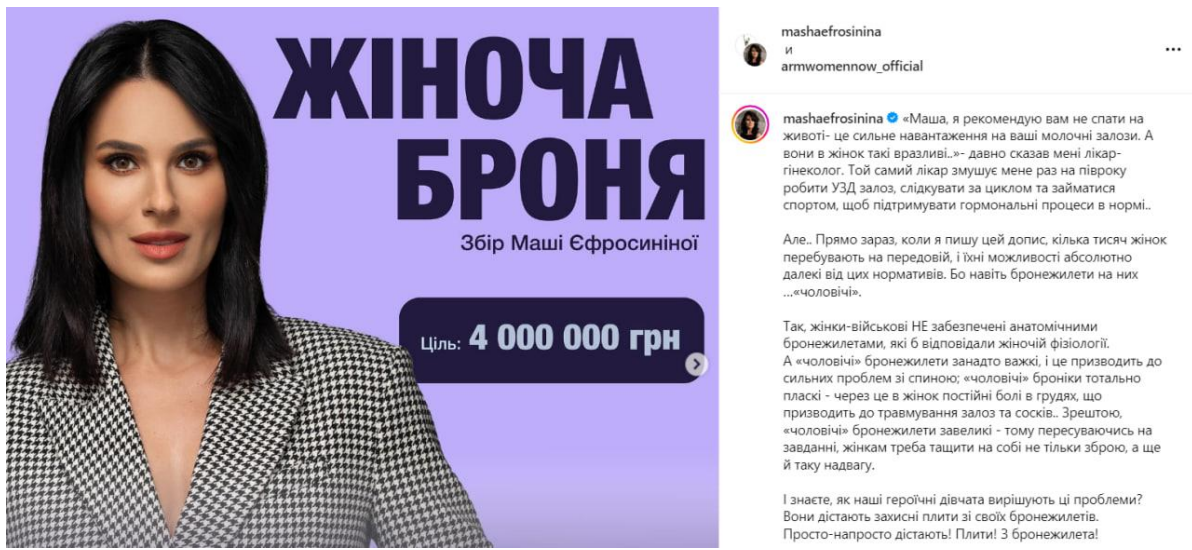 ЖІНОЧА
БРОНЯ
Збір Маші Єфросиніної
Ціль: 4 000 000 грн
mashaefrosinina
и
armwomennow_official
mashaefrosinina «Маша, я рекомендую вам не спати на
животі- це сильне навантаження на ваші молочні залози. А
вони в жінок такі вразливі..»- давно сказав мені лікар-
гінеколог. Той самий лікар змушує мене раз на півроку
робити УЗД залоз, слідкувати за циклом та займатися
спортом, щоб підтримувати гормональні процеси в нормі..
Але.. Прямо зараз, коли я пишу цей допис, кілька тисяч жінок
перебувають на передовій, і їхні можливості абсолютно
далекі від цих нормативів. Бо навіть бронежилети на них
...«чоловічі».
Так, жінки-військові НЕ забезпечені анатомічними
бронежилетами, які б відповідали жіночій фізіології.
А «чоловічі» бронежилети занадто важкі, і це призводить до
сильних проблем зі спиною; «чоловічі» броніки тотально
пласкі - через це в жінок постійні болі в грудях, що
призводить до травмування залоз та сосків.. Зрештою,
«чоловічі» бронежилети завеликі - тому пересуваючись на
завданні, жінкам треба тащити на собі не тільки зброю, а ще
й таку надвагу.
І знаєте, як наші героїчні дівчата вирішують ці проблеми?
Вони дістають захисні плити зі своїх бронежилетів.
Просто-напросто дістають! Плити! З бронежилета!